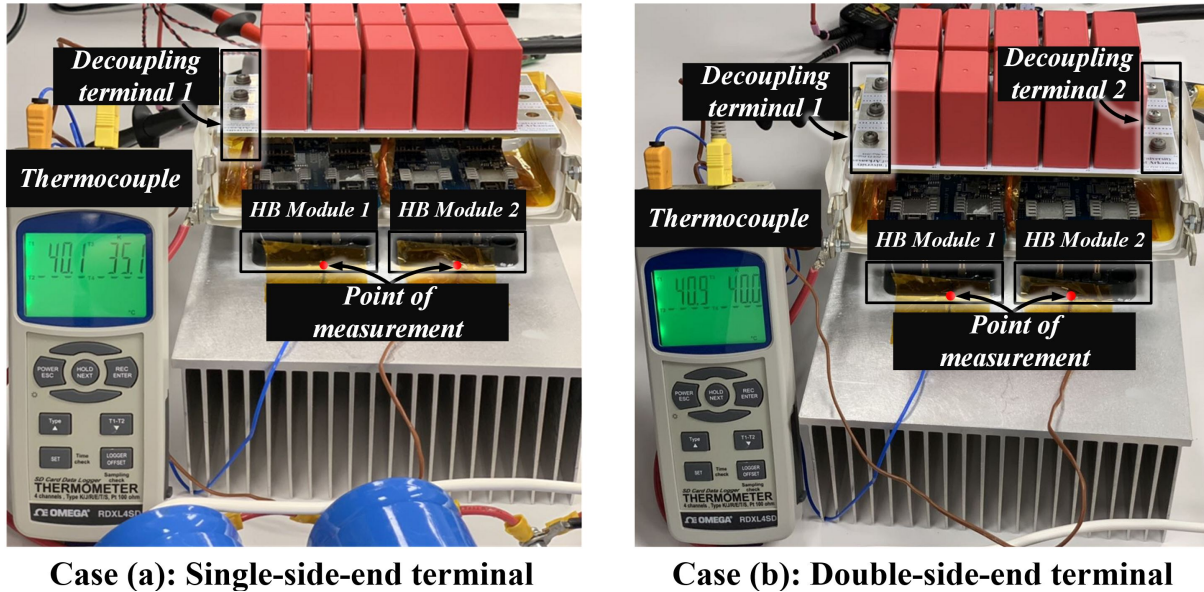 Decoupling
terminal 1
Thermocouple
HB Module 1
HB Module 2
Point of
measurement
40.1 35.1
°C
POWER
ESC
HOLD
NEXT
REC
ENTER
Type
T1-T2
SET
Time
check
LOGGER
OFFSET
Sampling
check
SD Card Data Logger
THERMOMETER
4 channels , Type K/J/R/E/T/S, Pt 100 ohm
OMEGA RDXL4SD
Case (a): Single-side-end terminal
Decoupling
terminal 1
Decoupling
terminal 2
Thermocouple
HB Module 1
HB Module 2
Point of
measurement
40.9 40.0
POWER
ESC
HOLD
NEXT
REC
ENTER
Type
T1-T2
SET
Time
check
LOGGER
OFFSET
Sampling
check
SD Card Data Logger
THERMOMETER
4 channels , Type K/J/R/E/T/S, Pt 100 ohm
OMEGA RDXL4SD
Case (b): Double-side-end terminal